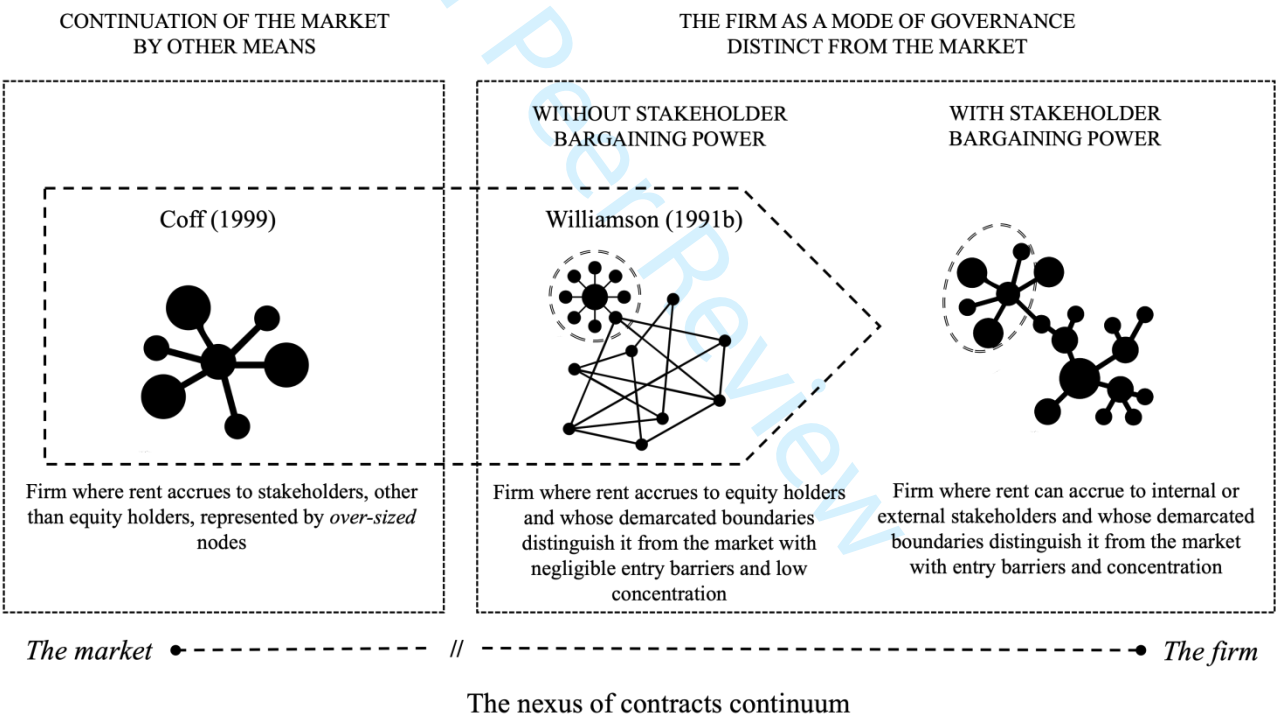 CONTINUATION OF THE MARKET
BY OTHER MEANS
THE FIRM AS A MODE OF GOVERNANCE
DISTINCT FROM THE MARKET
WITHOUT STAKEHOLDER
BARGAINING POWER
WITH STAKEHOLDER
BARGAINING POWER
Coff (1999)
Williamson (1991b)
Firm where rent accrues to stakeholders, other
than equity holders, represented by over-sized
nodes
Firm where rent accrues to equity holders
and whose demarcated boundaries
distinguish it from the market with
negligible entry barriers and low
concentration
Firm where rent can accrue to internal or
external stakeholders and whose demarcated
boundaries distinguish it from the market
with entry barriers and concentration
The market
//
The firm
The nexus of contracts continuum
Peer Review